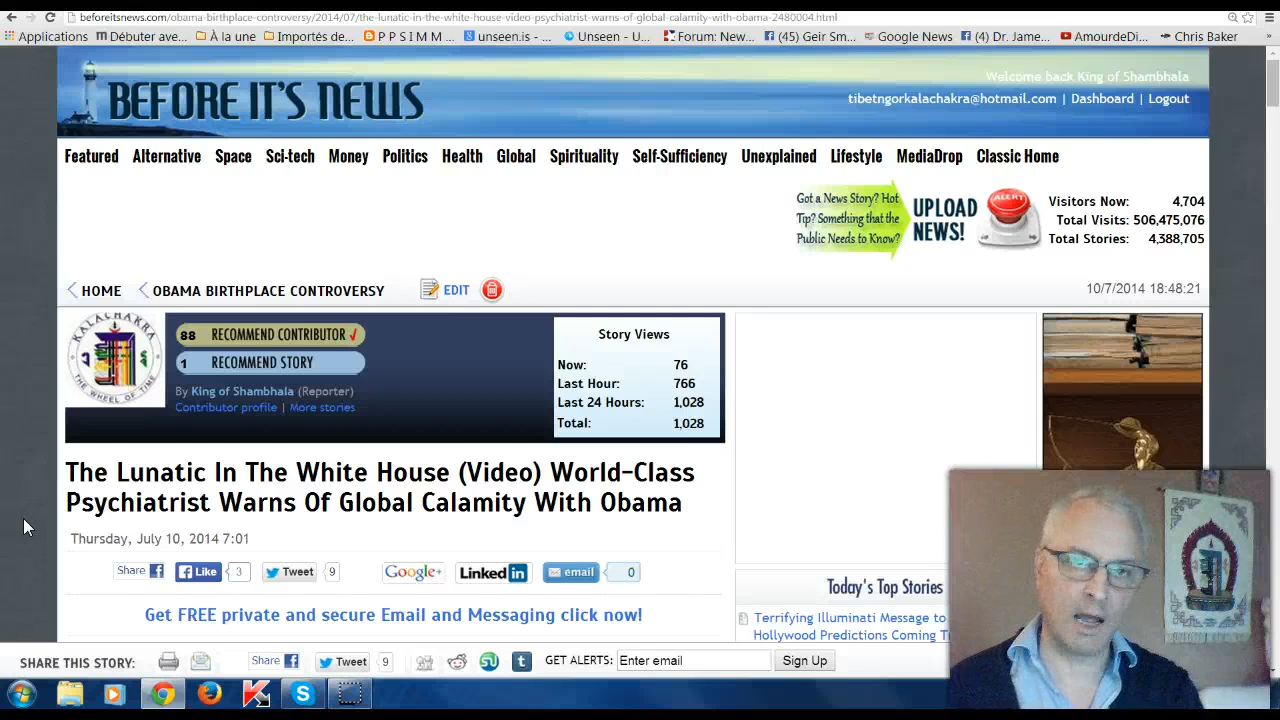 beforeitsnews.com/obama-birthplace-controversy/2014/07/the-lunatic-in-the-white-house-video-psychiatrist-warns-of-global-calamity-with-obama-2480004.html
Applications Débuter ave... À la une Importés de... P P S I M M ... unseen.is - ... Unseen - U... Forum: New... (45) Geir Sm... Google News (4) Dr. Jame... AmourdeDi... Chris Baker »
BEFORE IT'S NEWS
Welcome back King of Shambhala
tibetngorkalachakra@hotmail.com | Dashboard | Logout
Featured Alternative Space Sci-tech Money Politics Health Global Spirituality Self-Sufficiency Unexplained Lifestyle MediaDrop Classic Home
Got a News Story? Hot
Tip? Something that the
Public Needs to Know?
UPLOAD
NEWS!
ALERT
Visitors Now: 4,704
Total Visits: 506,475,076
Total Stories: 4,388,705
HOME OBAMA BIRTHPLACE CONTROVERSY EDIT
10/7/2014 18:48:21
KALACHAKRA
THE WHEEL OF TIME
88 RECOMMEND CONTRIBUTOR
1 RECOMMEND STORY
By King of Shambhala (Reporter)
Contributor profile | More stories
Story Views
Now: 76
Last Hour: 766
Last 24 Hours: 1,028
Total: 1,028
The Lunatic In The White House (Video) World-Class
Psychiatrist Warns Of Global Calamity With Obama
Thursday, July 10, 2014 7:01
Share Like 3 Tweet 9 Google+ Linked in email 0
Get FREE private and secure Email and Messaging click now!
Today's Top Stories
Terrifying Illuminati Message to
Hollywood Predictions Coming
SHARE THIS STORY: Share Tweet 9 GET ALERTS: Enter email Sign Up